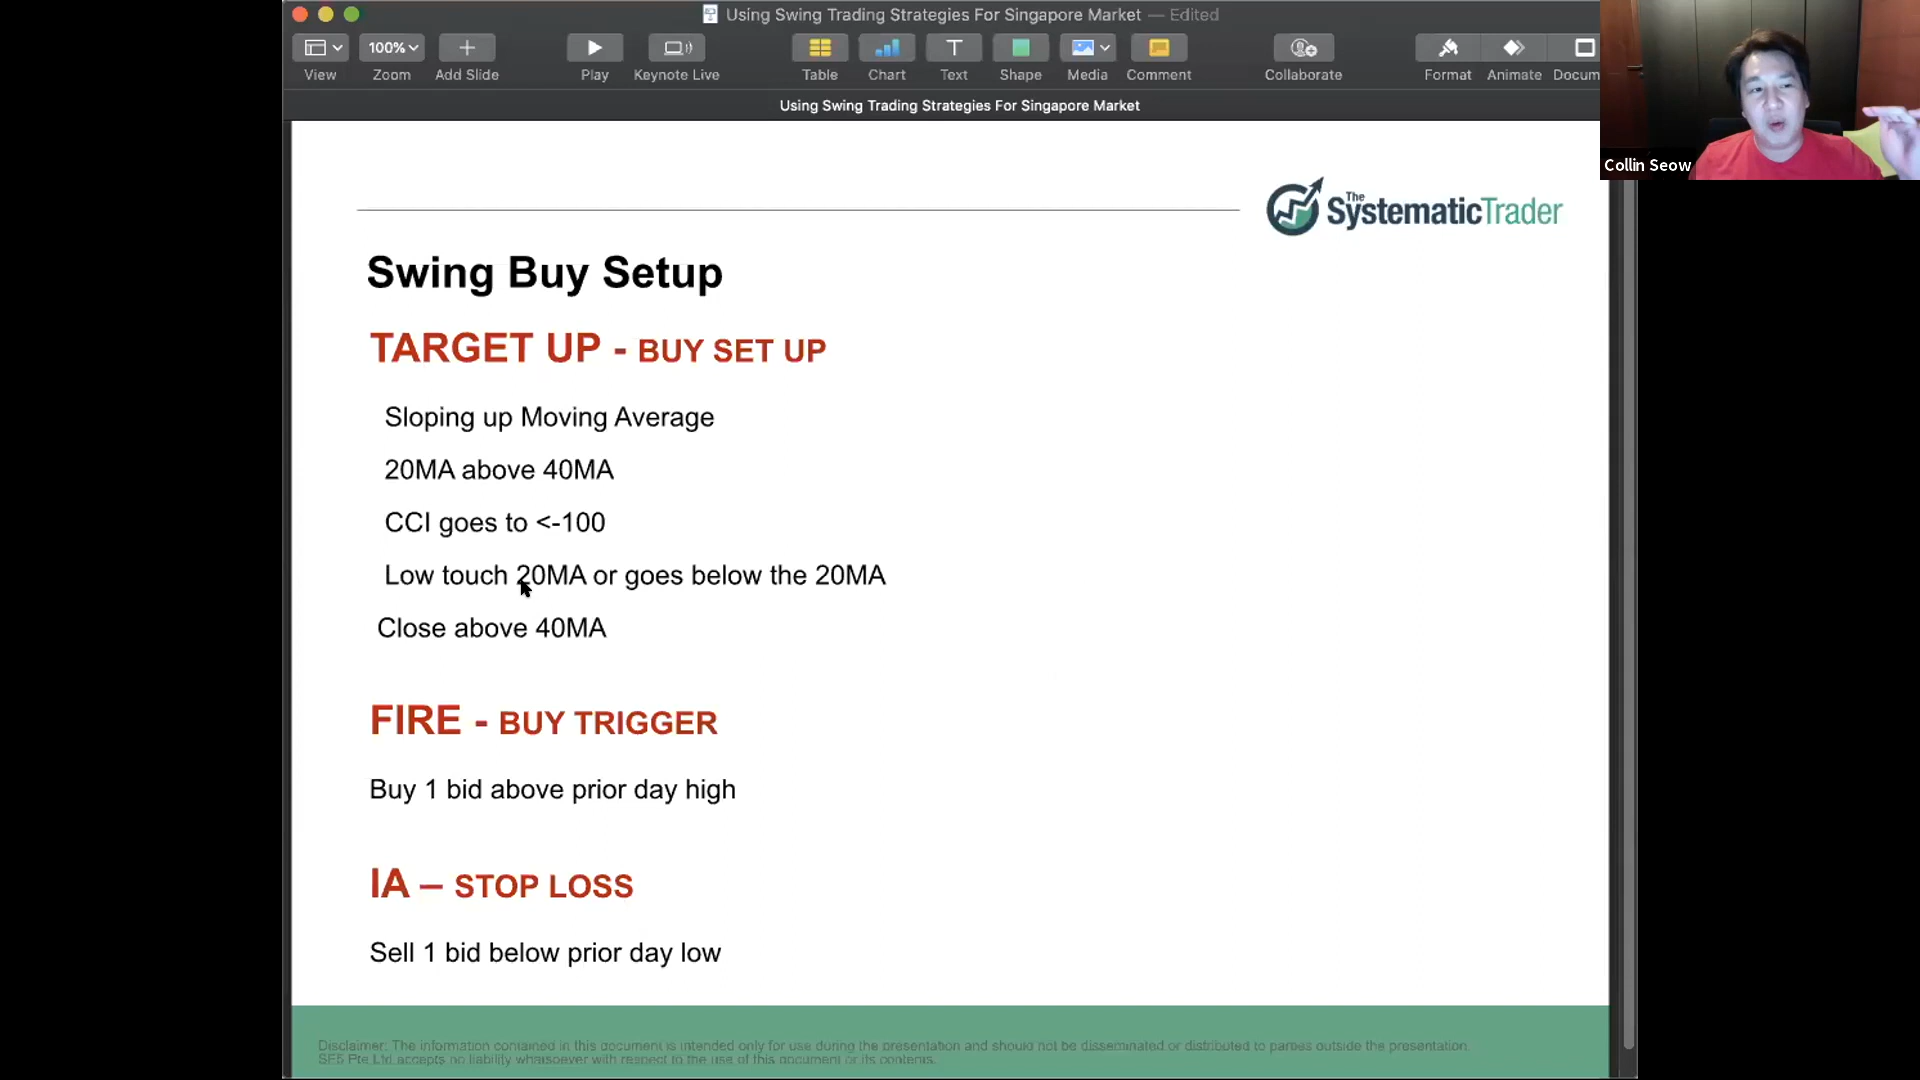 Using Swing Trading Strategies For Singapore Market — Edited
100%
View Zoom Add Slide Play Keynote Live Table Chart Text Shape Media Comment Collaborate Format Animate Docum
Using Swing Trading Strategies For Singapore Market
Collin Seow
The SystematicTrader
Swing Buy Setup
TARGET UP - BUY SET UP
Sloping up Moving Average
20MA above 40MA
CCI goes to <-100
Low touch 20MA or goes below the 20MA
Close above 40MA
FIRE - BUY TRIGGER
Buy 1 bid above prior day high
IA – STOP LOSS
Sell 1 bid below prior day low
Disclaimer: The information contained in this document is intended only for use during the presentation and should not be disseminated or distributed to parties outside the presentation.
SE5 Pte Ltd accepts no liability whatsoever with respect to the use of this document or its contents.